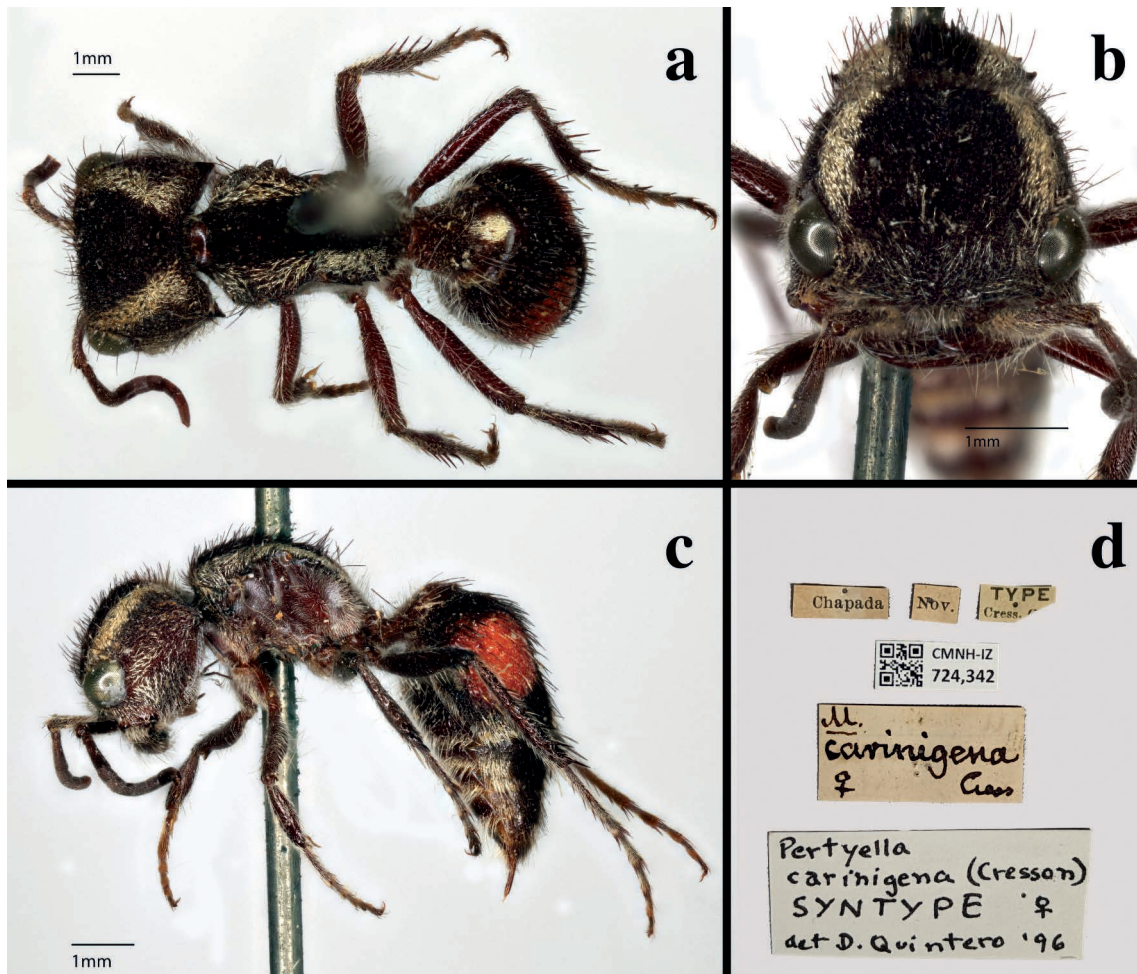 1mm
a
b
1mm
c
1mm
d
Chapada
Nov.
TYPE
Cress.
CMNH-IZ
724,342
M.
carinigena
♀ Cress
Pertyella
carinigena (Cresson)
SYNTYPE ♀
det D. Quintero '96